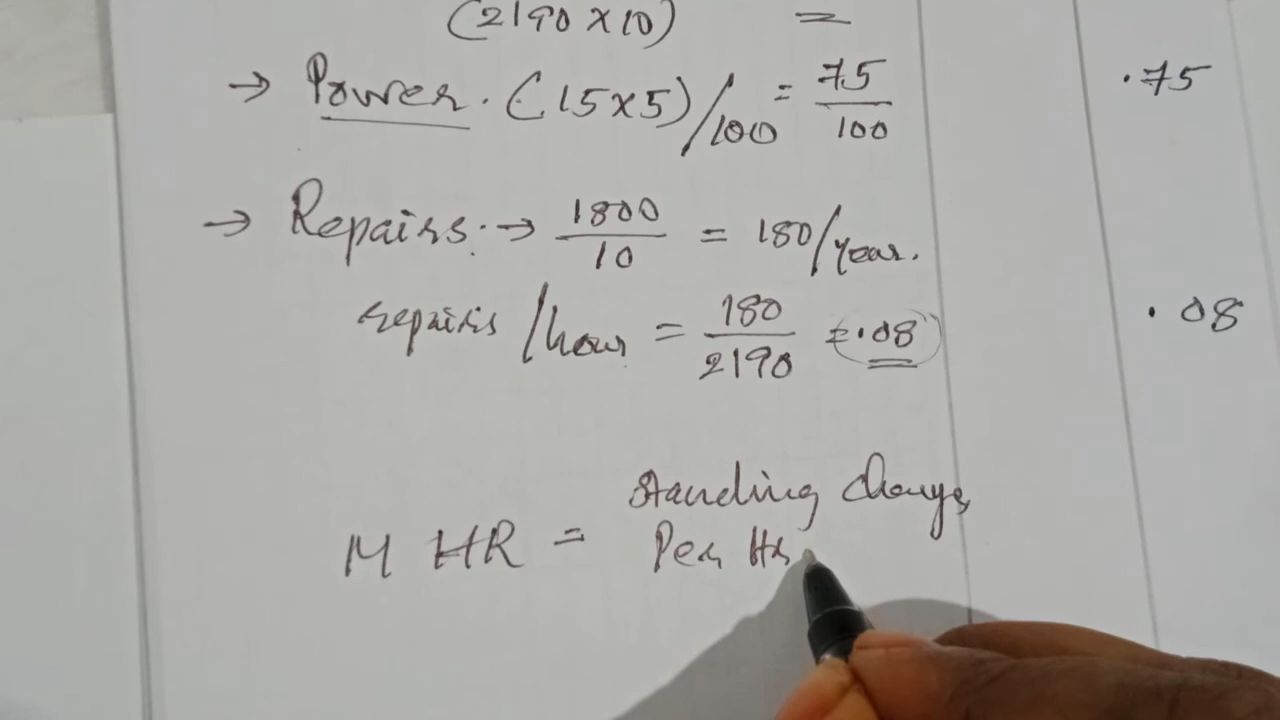 (2190 x 10) =
→ Power. (15x5)/100 = 75/100 .75
→ Repairs.→ 1800/10 = 180/year.
repairs/hour = 180/2190 = .08 .08
Standing charge
M HR = Per Hr